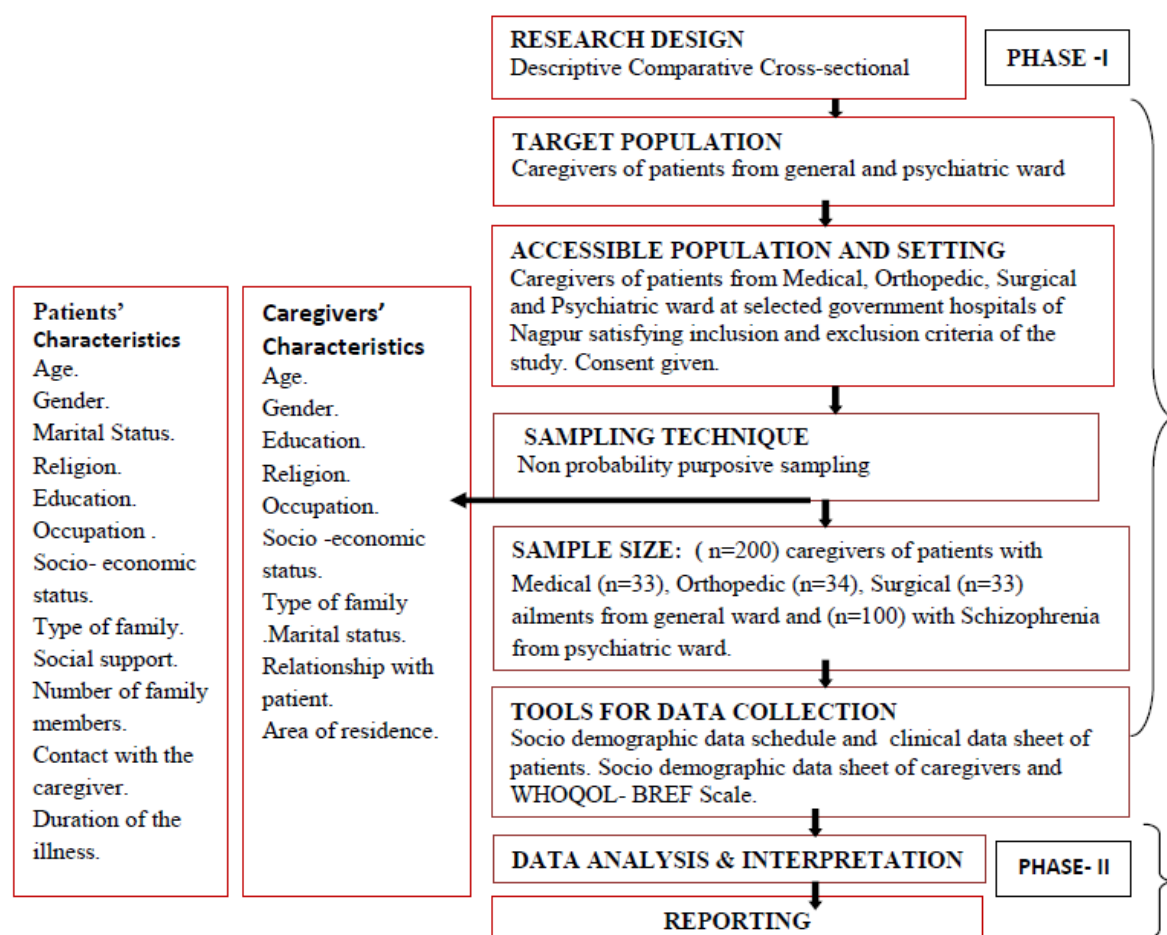 RESEARCH DESIGN
Descriptive Comparative Cross-sectional
PHASE -I
TARGET POPULATION
Caregivers of patients from general and psychiatric ward
ACCESSIBLE POPULATION AND SETTING
Caregivers of patients from Medical, Orthopedic, Surgical
and Psychiatric ward at selected government hospitals of
Nagpur satisfying inclusion and exclusion criteria of the
study. Consent given.
Patients’
Characteristics
Age.
Gender.
Marital Status.
Religion.
Education.
Occupation .
Socio- economic
status.
Type of family.
Social support.
Number of family
members.
Contact with the
caregiver.
Duration of the
illness.
Caregivers’
Characteristics
Age.
Gender.
Education.
Religion.
Occupation.
Socio -economic
status.
Type of family
.Marital status.
Relationship with
patient.
Area of residence.
SAMPLING TECHNIQUE
Non probability purposive sampling
SAMPLE SIZE: ( n=200) caregivers of patients with
Medical (n=33), Orthopedic (n=34), Surgical (n=33)
ailments from general ward and (n=100) with Schizophrenia
from psychiatric ward.
TOOLS FOR DATA COLLECTION
Socio demographic data schedule and clinical data sheet of
patients. Socio demographic data sheet of caregivers and
WHOQOL- BREF Scale.
DATA ANALYSIS & INTERPRETATION
PHASE- II
REPORTING